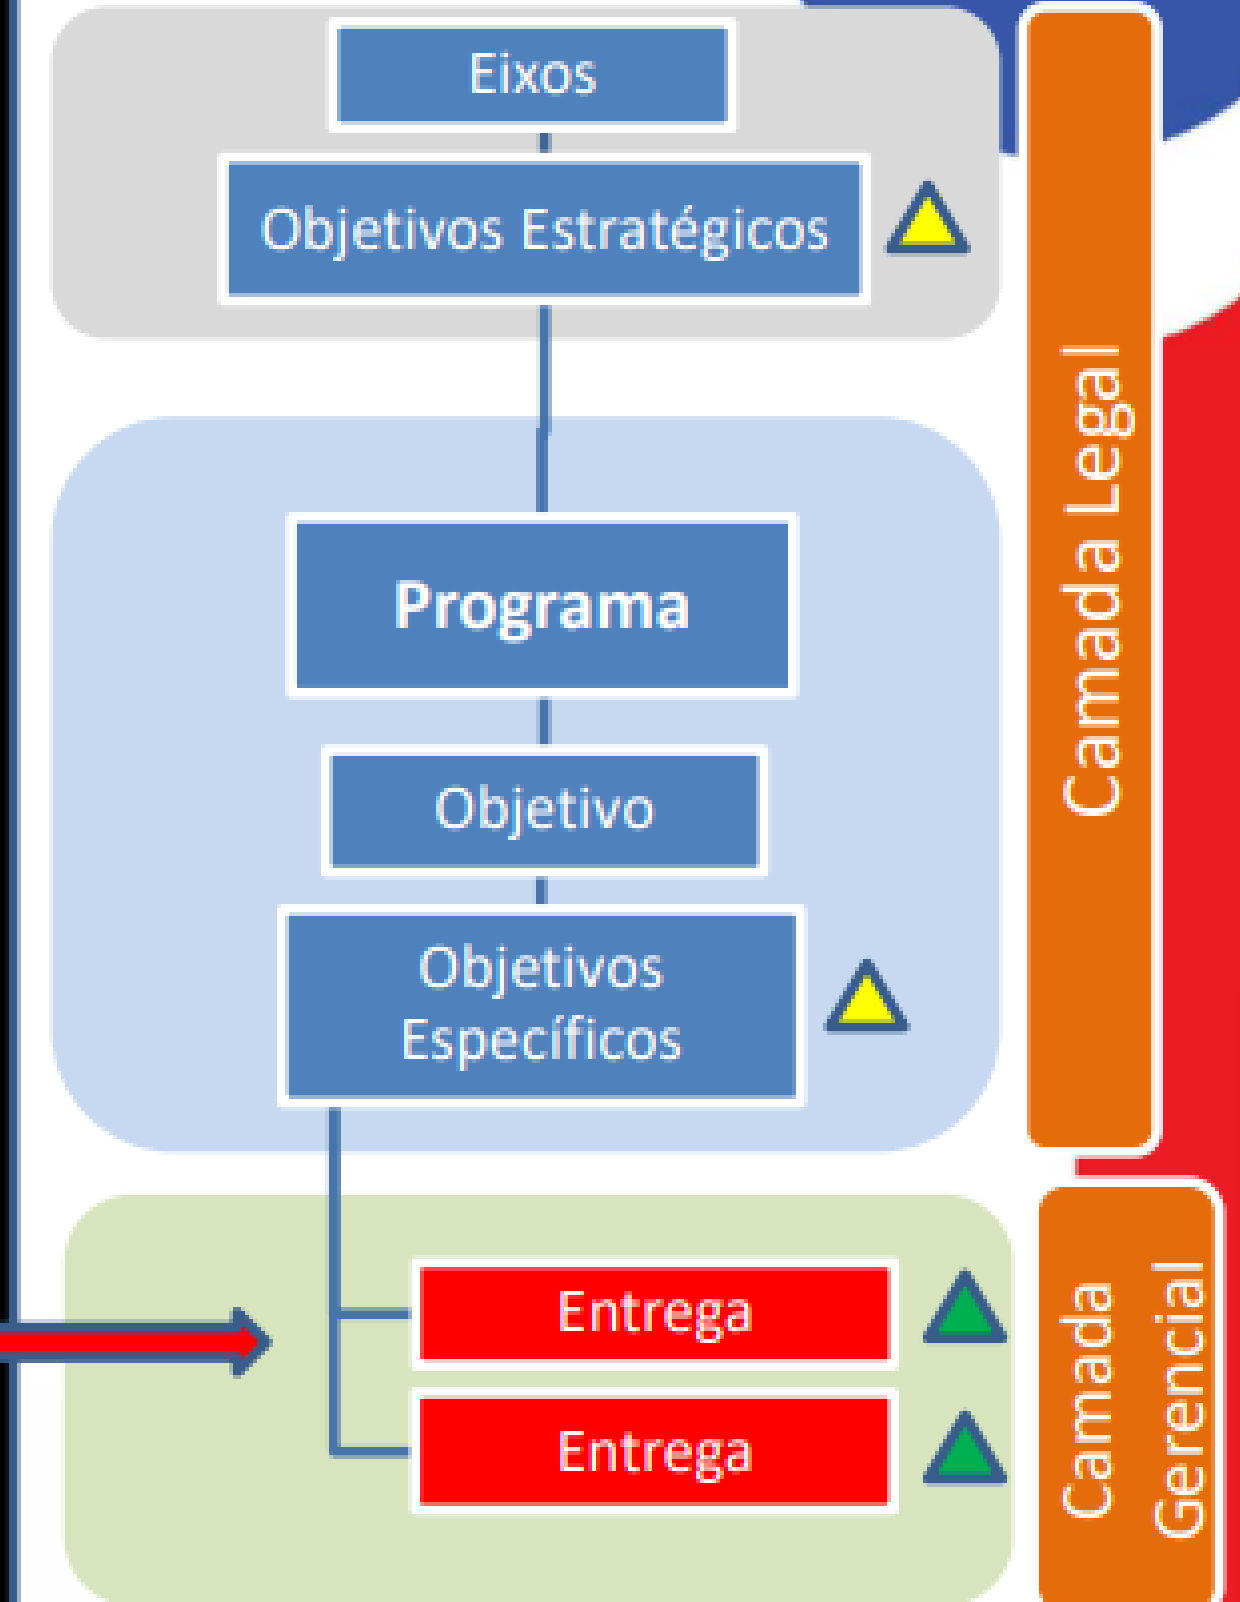 Eixos
Objetivos Estratégicos
Programa
Objetivo
Objetivos
Específicos
Camada Legal
Entrega
Entrega
Camada
Gerencial